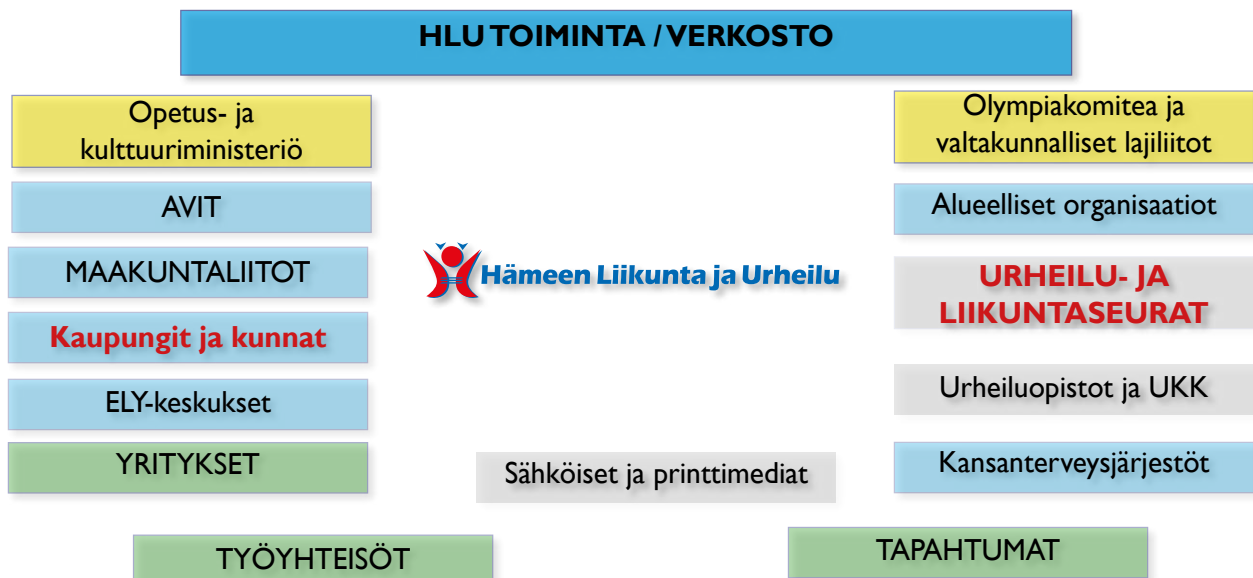 HLU TOIMINTA / VERKOSTO
Opetus- ja
kulttuuriministeriö
AVIT
MAAKUNTALIITOT
Kaupungit ja kunnat
ELY-keskukset
YRITYKSET
Hämeen Liikunta ja Urheilu
Sähköiset ja printtimediat
Olympiakomitea ja
valtakunnalliset lajiliitot
Alueelliset organisaatiot
URHEILU- JA
LIIKUNTASEURAT
Urheiluopistot ja UKK
Kansanterveysjärjestöt
TYÖYHTEISÖT
TAPAHTUMAT